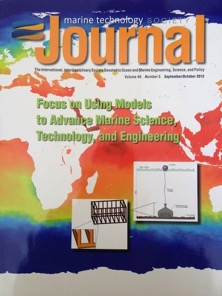 marine technology SOCIETY
Journal
The International, Interdisciplinary Society Devoted to Ocean and Marine Engineering, Science, and Policy
Volume 46 Number 5 September/October 2012
Focus on Using Models
to Advance Marine Science,
Technology, and Engineering